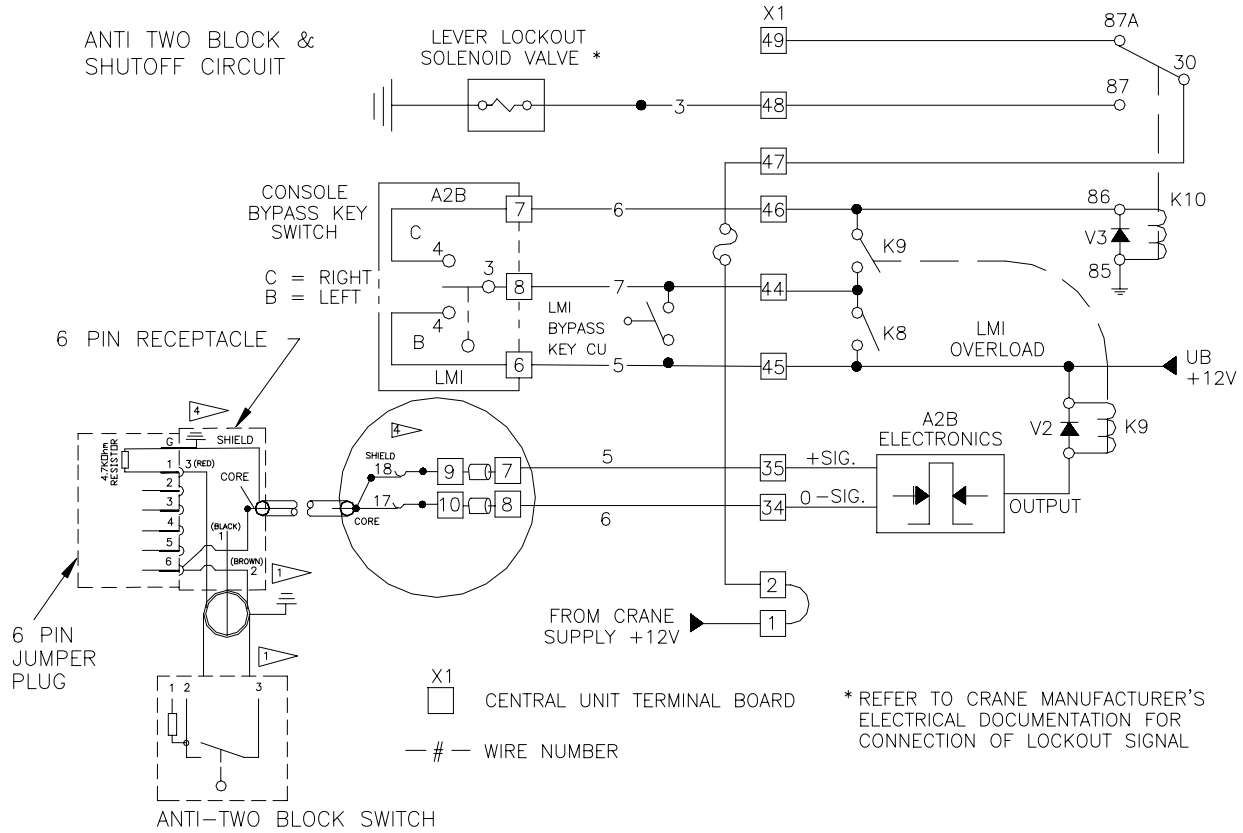 ANTI TWO BLOCK &
SHUTOFF CIRCUIT
LEVER LOCKOUT
SOLENOID VALVE *
X1
49
87A
30
3
48
87
47
CONSOLE
BYPASS KEY
SWITCH
C = RIGHT
B = LEFT
A2B
7
6
46
86
K10
C
4
K9
V3
3
8
7
44
85
4
LMI
BYPASS
KEY CU
K8
B
LMI
OVERLOAD
6
5
45
UB
+12V
LMI
6 PIN RECEPTACLE
4
G
SHIELD
4.7KOhm
RESISTOR
1
3 (RED)
2
CORE
3
4
(BLACK)
1
5
6
(BROWN)
2
1
4
SHIELD
18
9
7
5
35
+SIG.
17
10
8
6
34
0-SIG.
CORE
A2B
ELECTRONICS
V2
K9
OUTPUT
2
FROM CRANE
SUPPLY +12V
1
6 PIN
JUMPER
PLUG
1
1 2 3
ANTI-TWO BLOCK SWITCH
X1
CENTRAL UNIT TERMINAL BOARD
— # — WIRE NUMBER
* REFER TO CRANE MANUFACTURER'S
ELECTRICAL DOCUMENTATION FOR
CONNECTION OF LOCKOUT SIGNAL